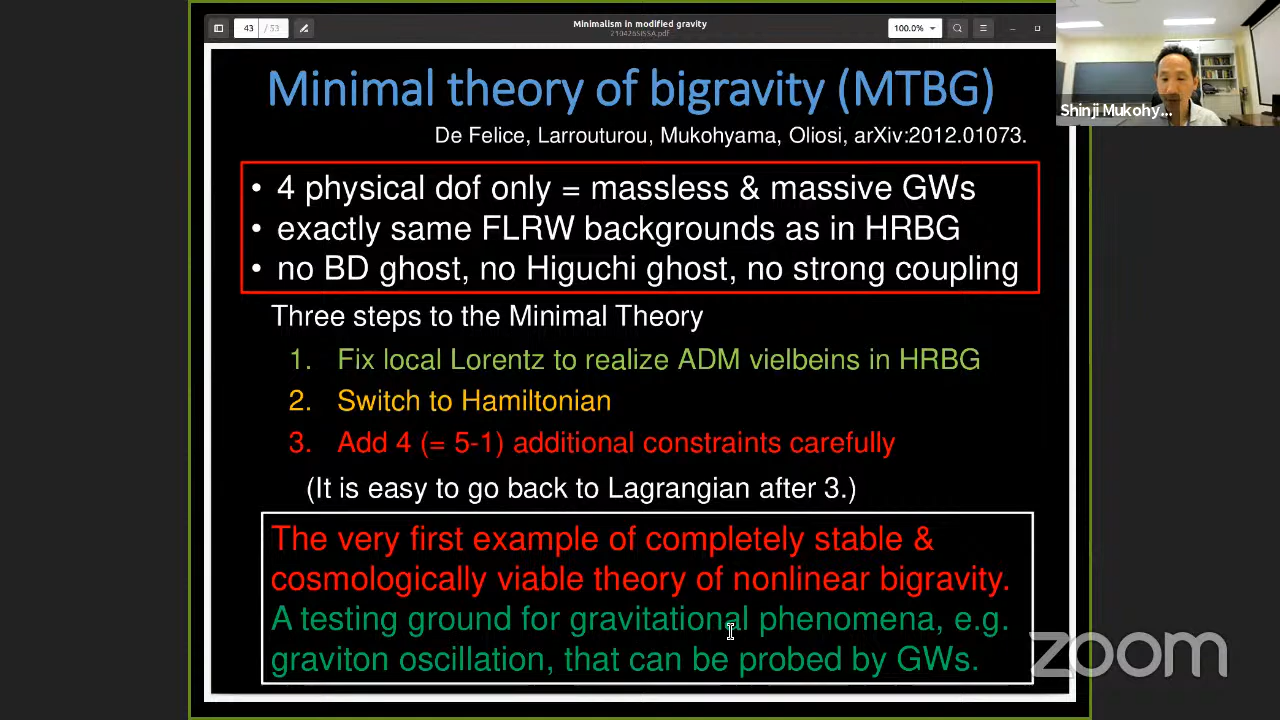 Minimalism in modified gravity
210426SISSA.pdf
43 / 53
100.0%
Shinji Mukohy...
Minimal theory of bigravity (MTBG)
De Felice, Larrouturou, Mukohyama, Oliosi, arXiv:2012.01073.
• 4 physical dof only = massless & massive GWs
• exactly same FLRW backgrounds as in HRBG
• no BD ghost, no Higuchi ghost, no strong coupling
Three steps to the Minimal Theory
1. Fix local Lorentz to realize ADM vielbeins in HRBG
2. Switch to Hamiltonian
3. Add 4 (= 5-1) additional constraints carefully
(It is easy to go back to Lagrangian after 3.)
The very first example of completely stable &
cosmologically viable theory of nonlinear bigravity.
A testing ground for gravitational phenomena, e.g.
graviton oscillation, that can be probed by GWs.
zoom